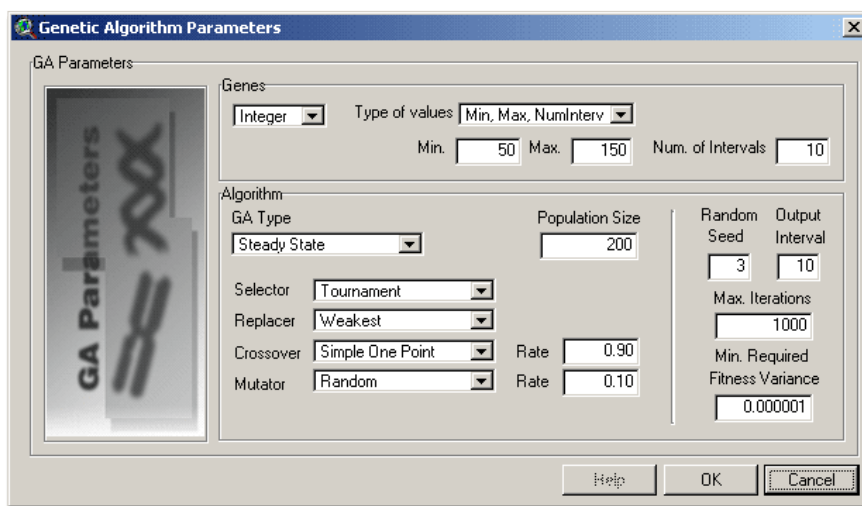 Genetic Algorithm Parameters
GA Parameters
GA Parameters
Genes
Integer Type of values Min, Max, NumInterv
Min. 50 Max. 150 Num. of Intervals 10
Algorithm
GA Type Population Size
Steady State 200
Random Seed Output Interval
3 10
Selector Tournament
Replacer Weakest
Crossover Simple One Point Rate 0.90
Mutator Random Rate 0.10
Max. Iterations
1000
Min. Required
Fitness Variance
0.000001
Help OK Cancel